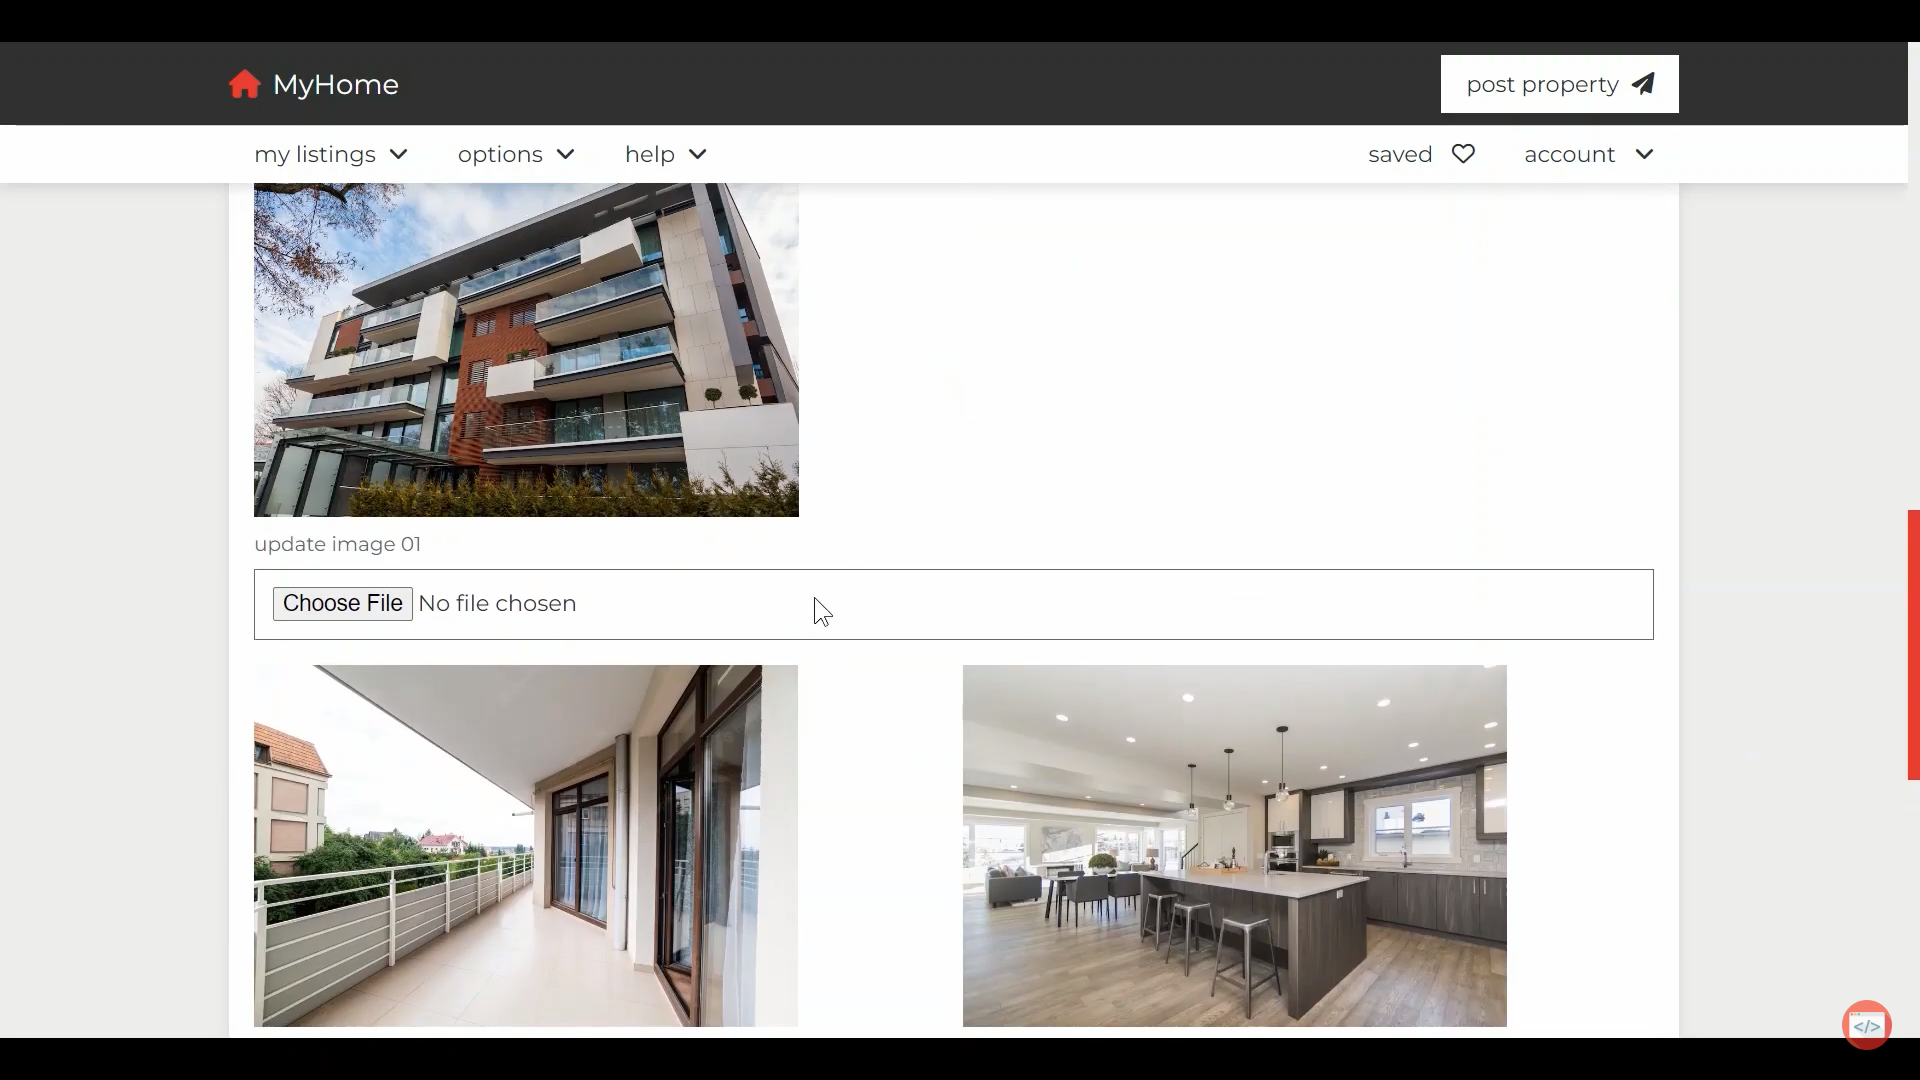 MyHome
post property
my listings
options
help
saved
account
update image 01
Choose File No file chosen
</>